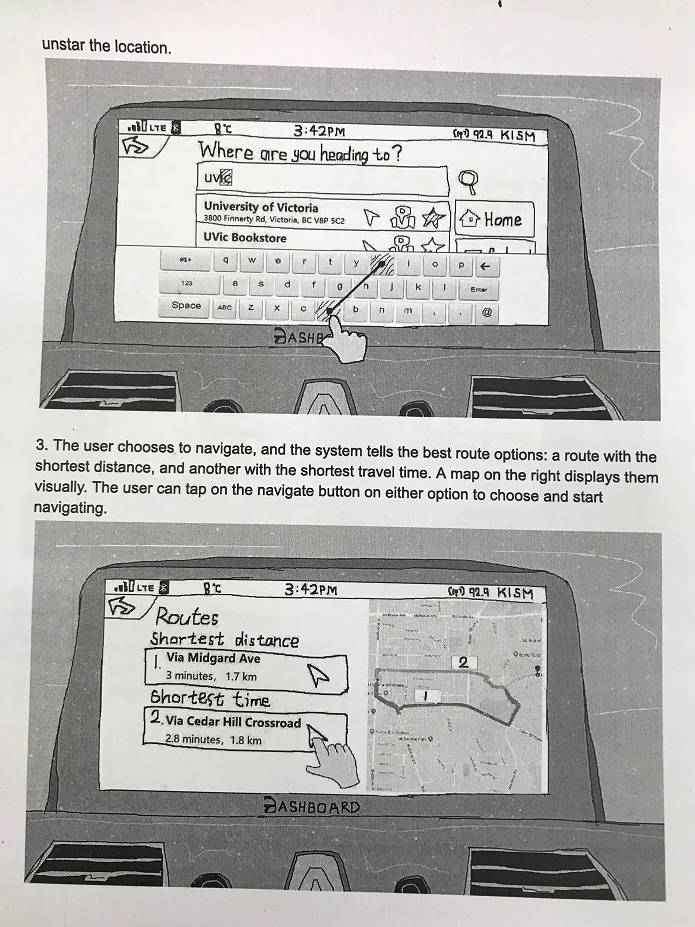 unstar the location.
LTE 8°C 3:42PM 92.9 KISM
Where are you heading to?
uvic
University of Victoria
3800 Finnerty Rd, Victoria, BC V8P 5C2
Home
UVic Bookstore
#$+ q w e r t y i o p ←
123 a s d f g h j k l Enter
Space ABC z x c b n m , . @
DASHB
3. The user chooses to navigate, and the system tells the best route options: a route with the
shortest distance, and another with the shortest travel time. A map on the right displays them
visually. The user can tap on the navigate button on either option to choose and start
navigating.
LTE 8°C 3:42PM 92.9 KISM
Routes
Shortest distance
1. Via Midgard Ave
3 minutes, 1.7 km
Shortest time
2. Via Cedar Hill Crossroad
2.8 minutes, 1.8 km
2
1
DASHBOARD